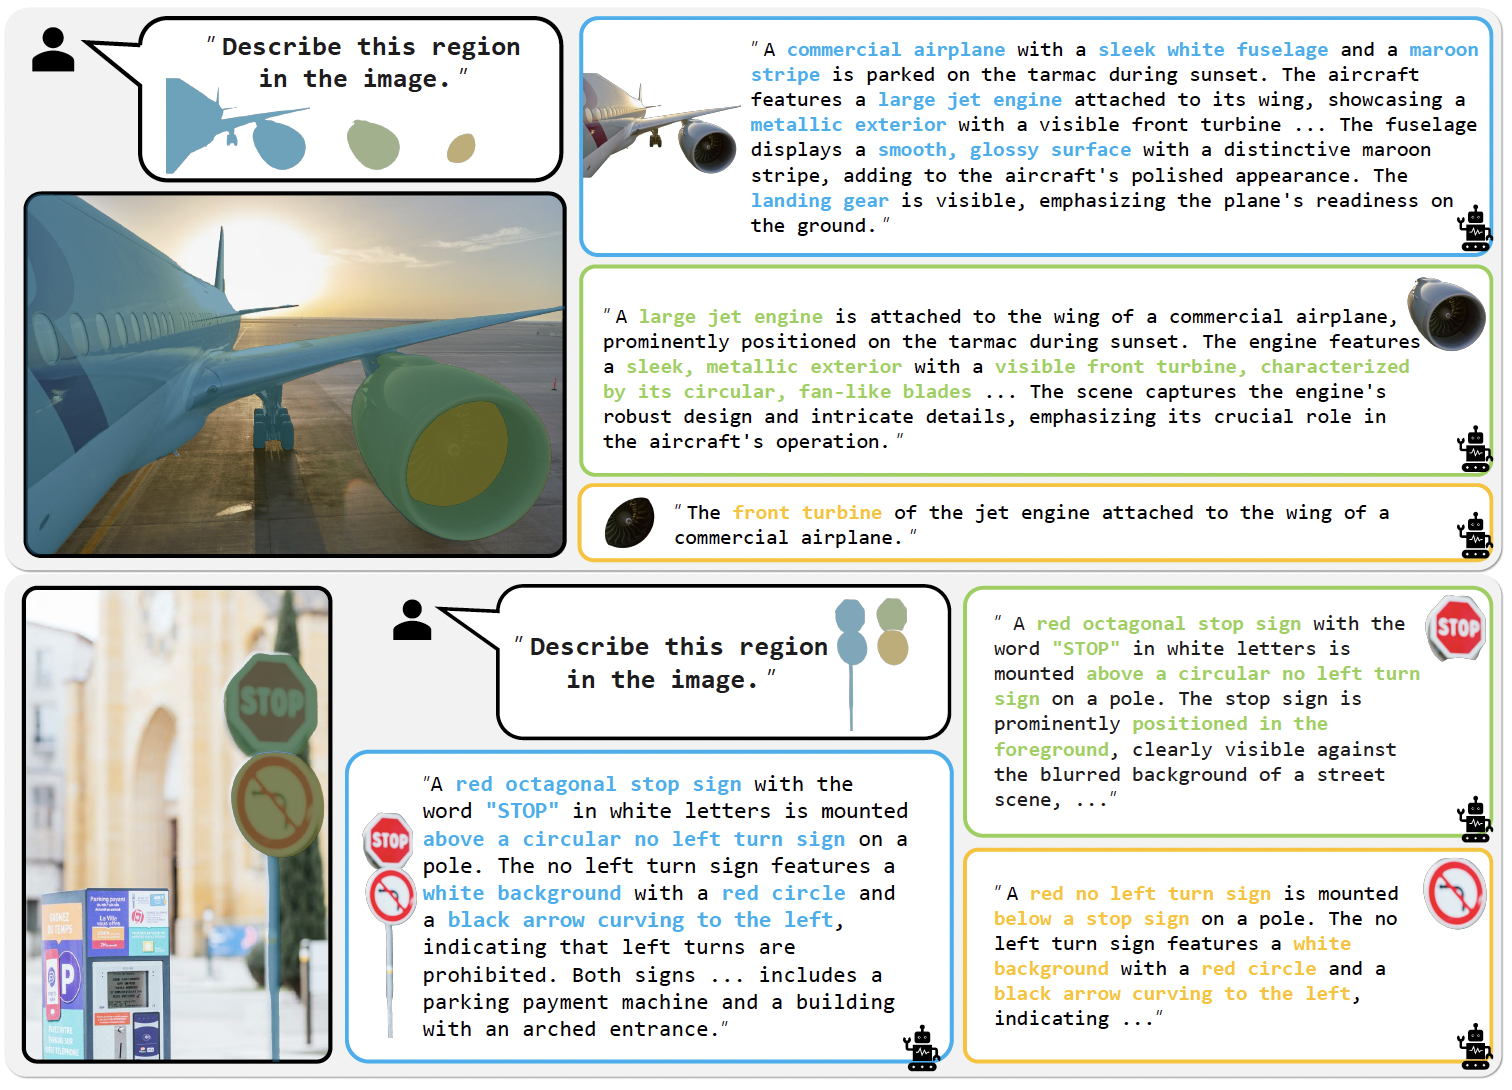 "Describe this region
in the image."
"A commercial airplane with a sleek white fuselage and a maroon
stripe is parked on the tarmac during sunset. The aircraft
features a large jet engine attached to its wing, showcasing a
metallic exterior with a visible front turbine ... The fuselage
displays a smooth, glossy surface with a distinctive maroon
stripe, adding to the aircraft's polished appearance. The
landing gear is visible, emphasizing the plane's readiness on
the ground."
"A large jet engine is attached to the wing of a commercial airplane,
prominently positioned on the tarmac during sunset. The engine features
a sleek, metallic exterior with a visible front turbine, characterized
by its circular, fan-like blades ... The scene captures the engine's
robust design and intricate details, emphasizing its crucial role in
the aircraft's operation."
"The front turbine of the jet engine attached to the wing of a
commercial airplane."
STOP
Parking payant
La Ville
vous offre
GAGNEZ
DU TEMPS
P
"Describe this region
in the image."
STOP
"A red octagonal stop sign with the
word "STOP" in white letters is mounted
above a circular no left turn sign on a
pole. The no left turn sign features a
white background with a red circle and
a black arrow curving to the left,
indicating that left turns are
prohibited. Both signs ... includes a
parking payment machine and a building
with an arched entrance."
STOP
" A red octagonal stop sign with the
word "STOP" in white letters is
mounted above a circular no left turn
sign on a pole. The stop sign is
prominently positioned in the
foreground, clearly visible against
the blurred background of a street
scene, ..."
"A red no left turn sign is mounted
below a stop sign on a pole. The no
left turn sign features a white
background with a red circle and a
black arrow curving to the left,
indicating ..."